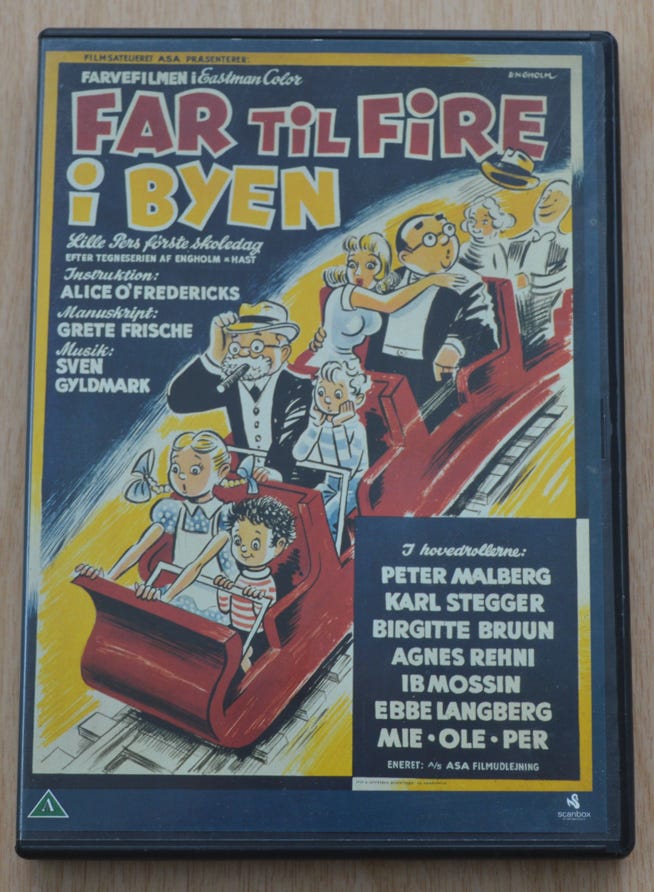 FILMSATELIERET ASA PRÆSENTERER:
FARVEFILMEN i Eastman Color
ENGHOLM
FAR TiL FiRE
i BYEN
Lille Pers første skoledag
EFTER TEGNESERIEN AF ENGHOLM & HAST
Instruktion:
ALICE O'FREDERICKS
Manuskript:
GRETE FRISCHE
Musik:
SVEN
GYLDMARK
I hovedrollerne:
PETER MALBERG
KARL STEGGER
BIRGITTE BRUUN
AGNES REHNI
IB MOSSIN
EBBE LANGBERG
MIE • OLE • PER
ENERET: A/S ASA FILMUDLEJNING
A
scanbox